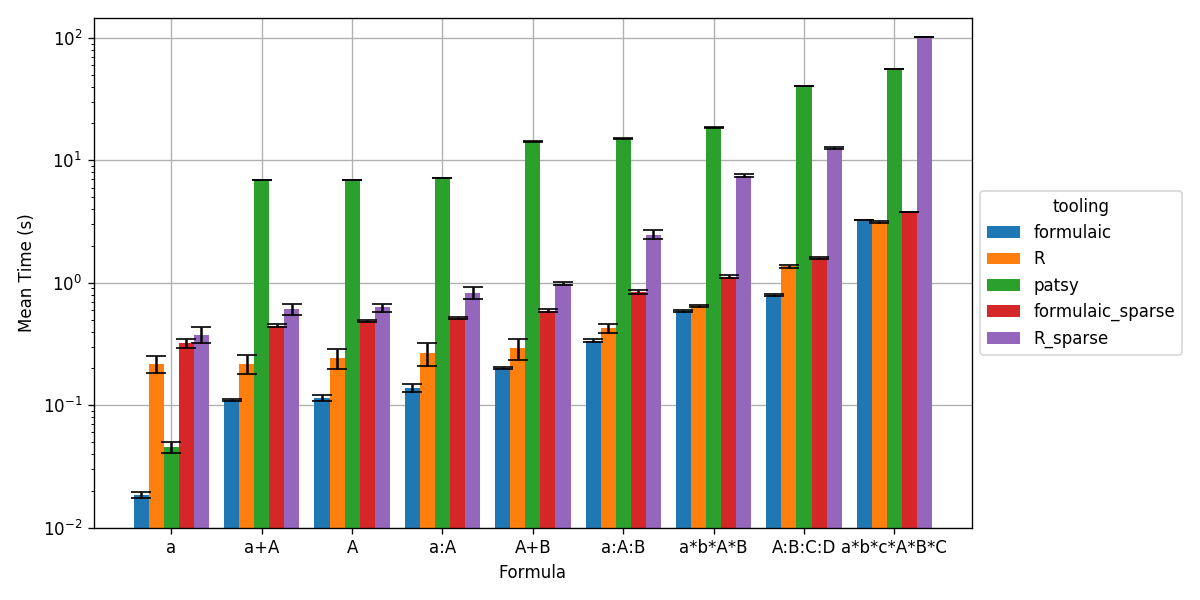 Mean Time (s)
10²
10¹
10⁰
10⁻¹
10⁻²
a
a+A
A
a:A
A+B
a:A:B
a*b*A*B
A:B:C:D
a*b*c*A*B*C
Formula
tooling
formulaic
R
patsy
formulaic_sparse
R_sparse